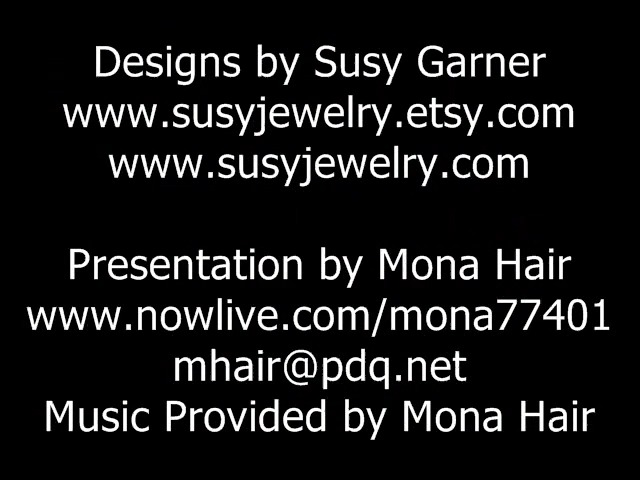 Designs by Susy Garner
www.susyjewelry.etsy.com
www.susyjewelry.com
Presentation by Mona Hair
www.nowlive.com/mona77401
mhair@pdq.net
Music Provided by Mona Hair